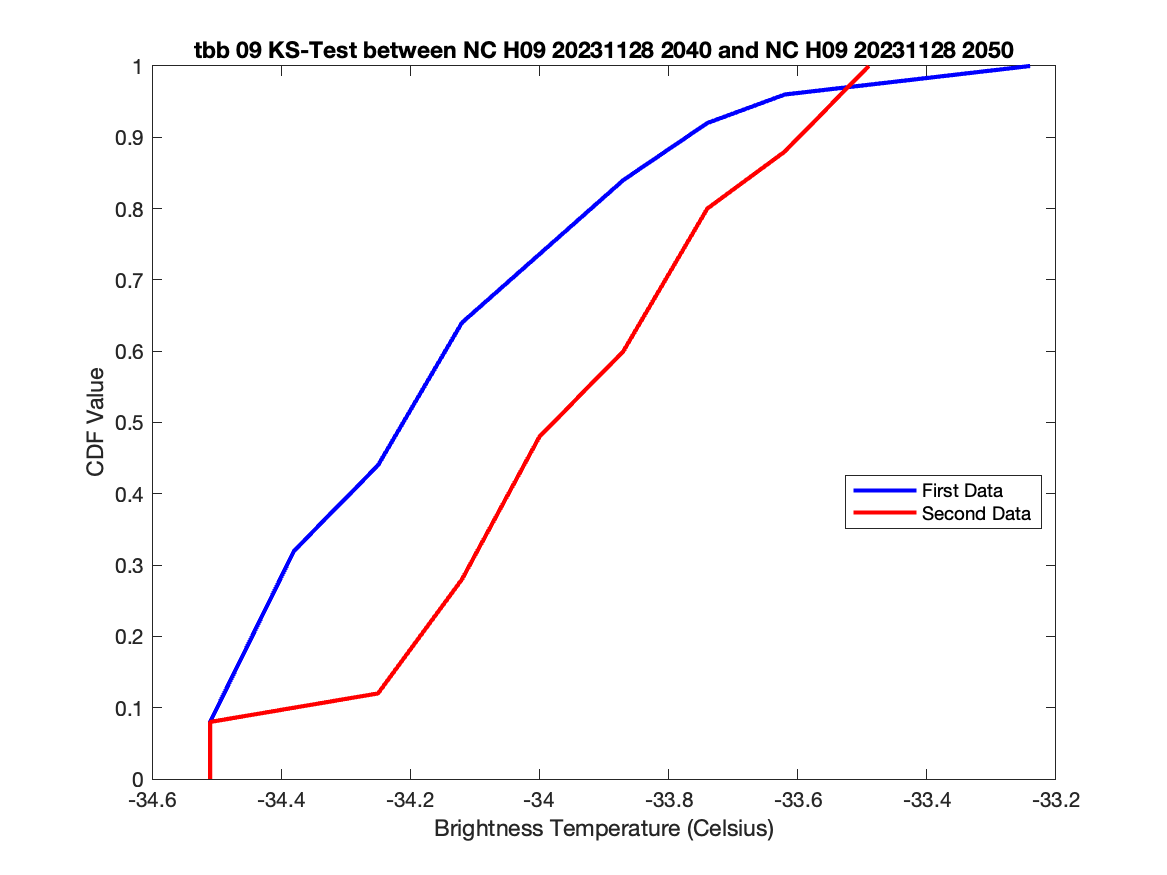 tbb 09 KS-Test between NC H09 20231128 2040 and NC H09 20231128 2050
1
0.9
0.8
0.7
0.6
0.5
0.4
0.3
0.2
0.1
0
CDF Value
First Data
Second Data
-34.6 -34.4 -34.2 -34 -33.8 -33.6 -33.4 -33.2
Brightness Temperature (Celsius)